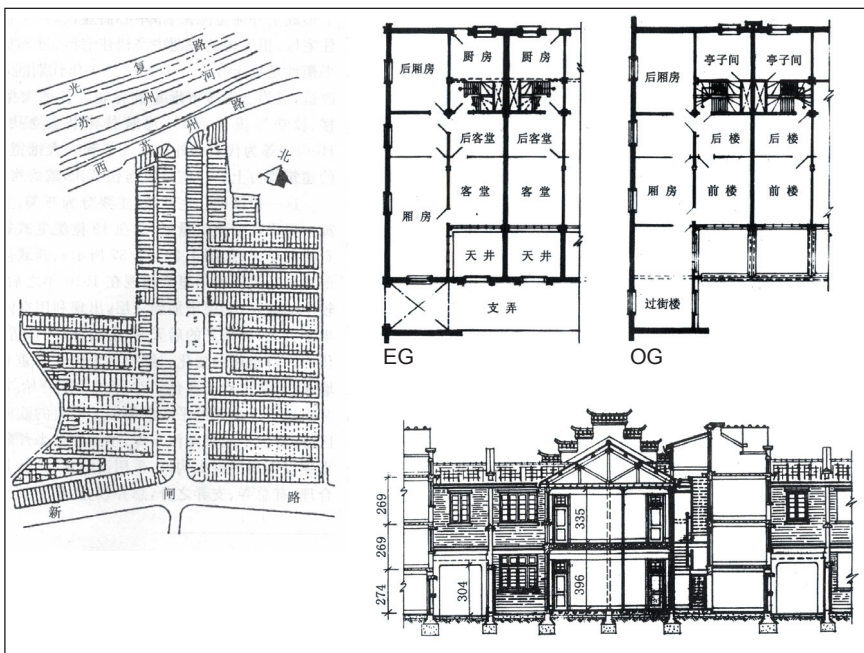 光复路
苏州河
西苏州路
北
新闸路
厨房 厨房
后厢房
后客堂 后客堂
客堂 客堂
厢房
天井 天井
支弄
EG
亭子间 亭子间
后厢房
后楼 后楼
厢房 前楼 前楼
过街楼
OG
269
269
274
304
335
396